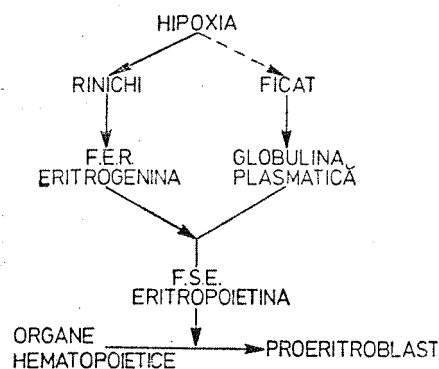 HIPOXIA
RINICHI
FICAT
F.E.R.
ERITROGENINA
GLOBULINA
PLASMATICĂ
F.S.E.
ERITROPOIETINA
ORGANE
HEMATOPOIETICE
PROERITROBLAST